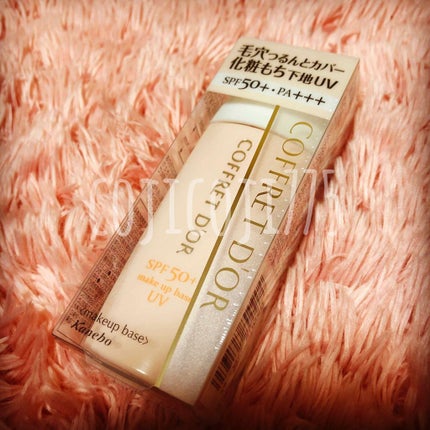 毛穴つるんとカバー
化粧もち下地UV
SPF50+・PA+++
COFFRET D'OR
COFFRET D'OR
SPF50+
make up base
UV
<makeup base>
Kanebo